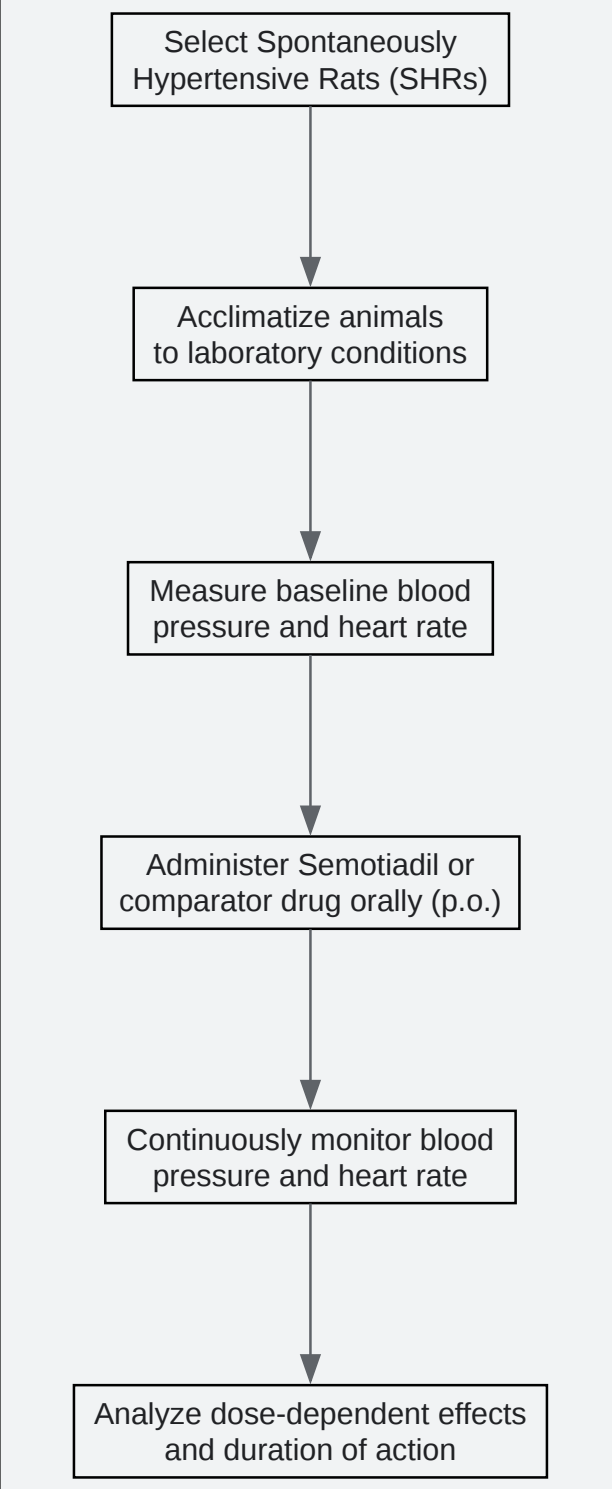 Select Spontaneously
Hypertensive Rats (SHRs)
Acclimatize animals
to laboratory conditions
Measure baseline blood
pressure and heart rate
Administer Semotiadil or
comparator drug orally (p.o.)
Continuously monitor blood
pressure and heart rate
Analyze dose-dependent effects
and duration of action